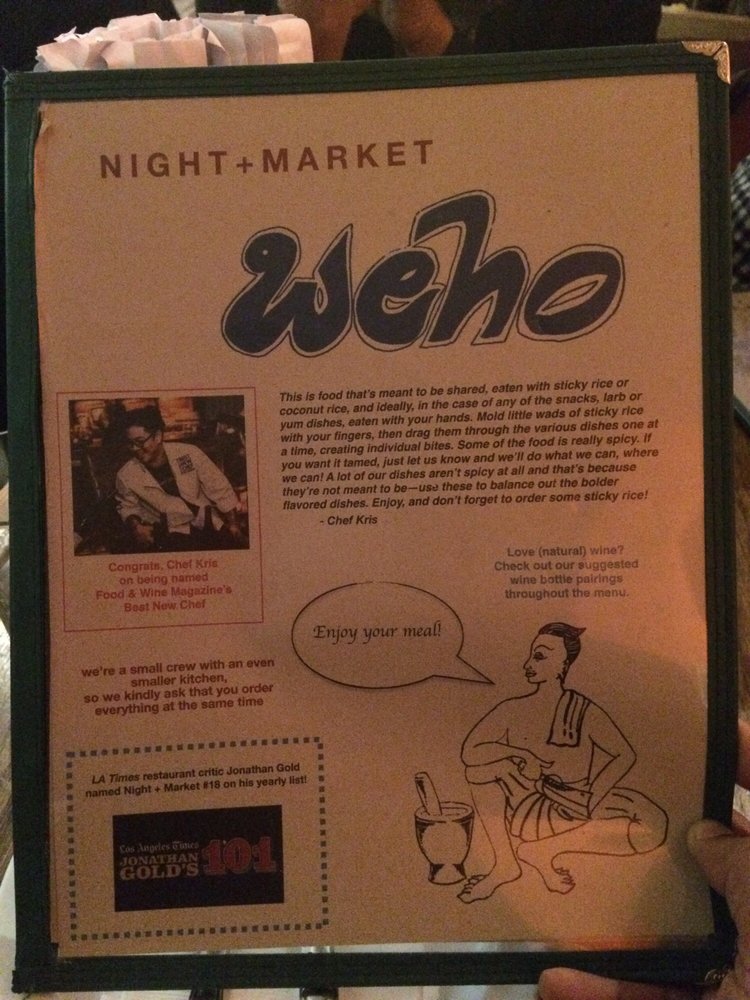 NIGHT+MARKET
weho
This is food that's meant to be shared, eaten with sticky rice or
coconut rice, and ideally, in the case of any of the snacks, larb or
yum dishes, eaten with your hands. Mold little wads of sticky rice
with your fingers, then drag them through the various dishes one at
a time, creating individual bites. Some of the food is really spicy. If
you want it tamed, just let us know and we'll do what we can, where
we can! A lot of our dishes aren't spicy at all and that's because
they're not meant to be—use these to balance out the bolder
flavored dishes. Enjoy, and don't forget to order some sticky rice!
- Chef Kris
Congrats, Chef Kris
on being named
Food & Wine Magazine's
Best New Chef
Love (natural) wine?
Check out our suggested
wine bottle pairings
throughout the menu.
Enjoy your meal!
we're a small crew with an even
smaller kitchen,
so we kindly ask that you order
everything at the same time
LA Times restaurant critic Jonathan Gold
named Night + Market #18 on his yearly list!
Los Angeles Times
JONATHAN
GOLD'S
101